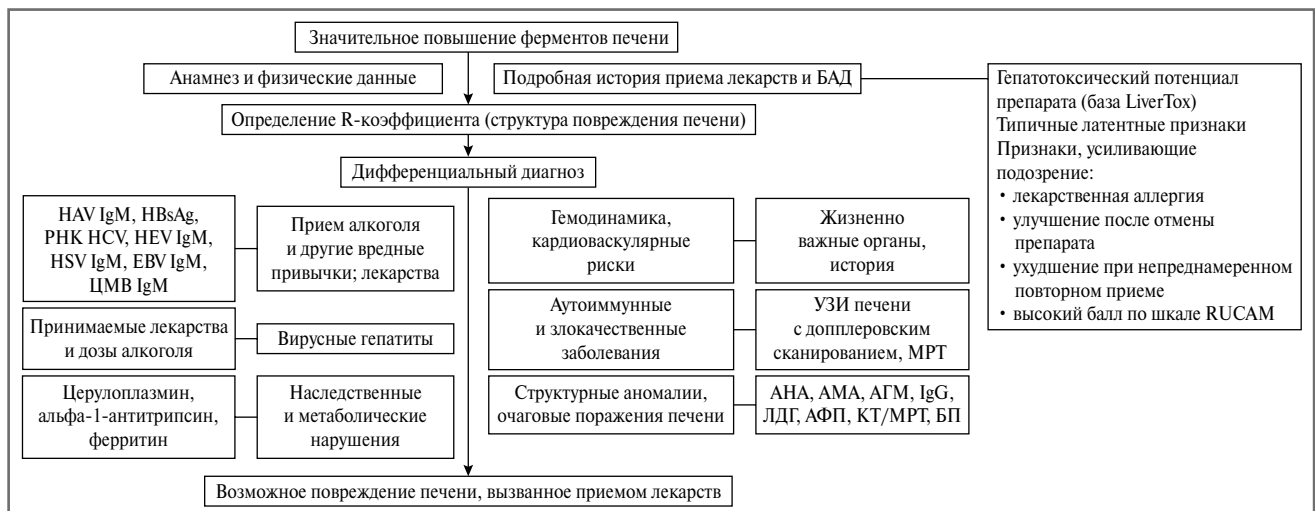 Значительное повышение ферментов печени
Анамнез и физические данные
Подробная история приема лекарств и БАД
Гепатотоксический потенциал
препарата (база LiverTox)
Типичные латентные признаки
Признаки, усиливающие
подозрение:
• лекарственная аллергия
• улучшение после отмены
препарата
• ухудшение при непреднамеренном
повторном приеме
• высокий балл по шкале RUCAM
Определение R-коэффициента (структура повреждения печени)
Дифференциальный диагноз
HAV IgM, HBsAg,
РНК HCV, HEV IgM,
HSV IgM, EBV IgM,
ЦМВ IgM
Прием алкоголя
и другие вредные
привычки; лекарства
Гемодинамика,
кардиоваскулярные
риски
Жизненно
важные органы,
история
Принимаемые лекарства
и дозы алкоголя
Вирусные гепатиты
Аутоиммунные
и злокачественные
заболевания
УЗИ печени
с допплеровским
сканированием, МРТ
Церулоплазмин,
альфа-1-антитрипсин,
ферритин
Наследственные
и метаболические
нарушения
Структурные аномалии,
очаговые поражения печени
АНА, АМА, АГМ, IgG,
ЛДГ, АФП, КТ/МРТ, БП
Возможное повреждение печени, вызванное приемом лекарств